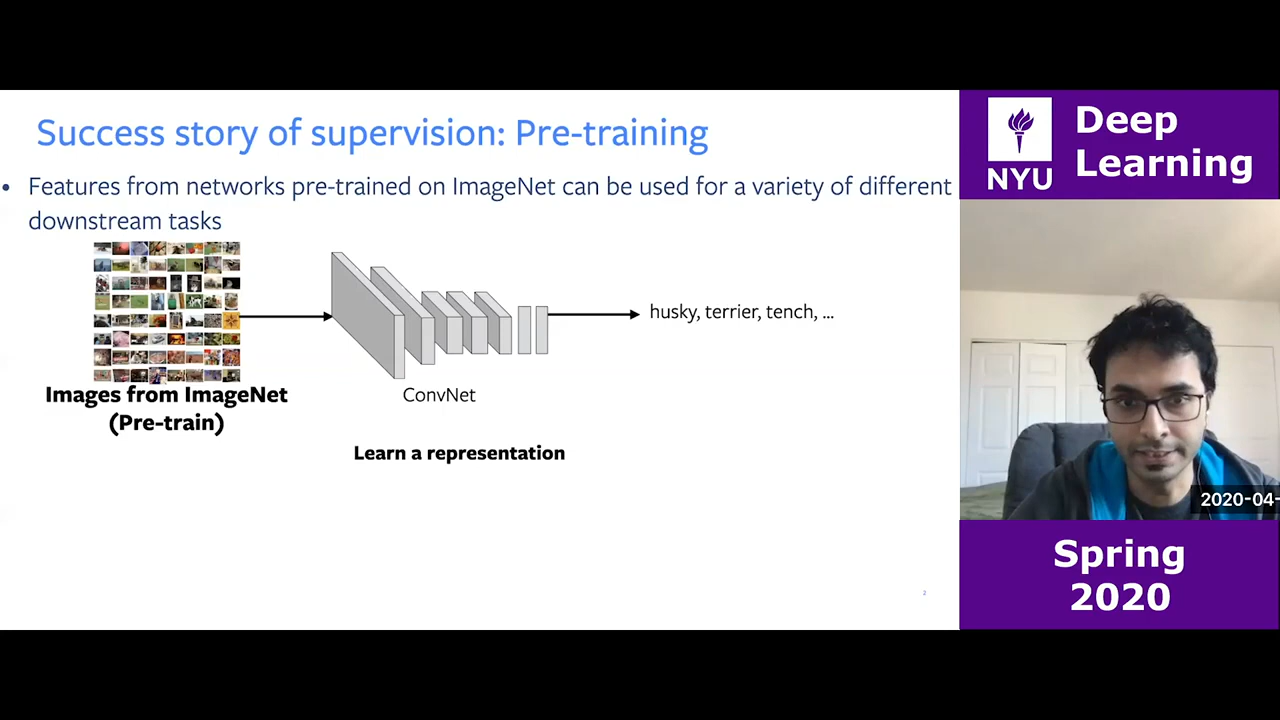 Success story of supervision: Pre-training
• Features from networks pre-trained on ImageNet can be used for a variety of different
downstream tasks
husky, terrier, tench, ...
Images from ImageNet
(Pre-train)
ConvNet
Learn a representation
2
NYU
Deep
Learning
2020-04-
Spring
2020